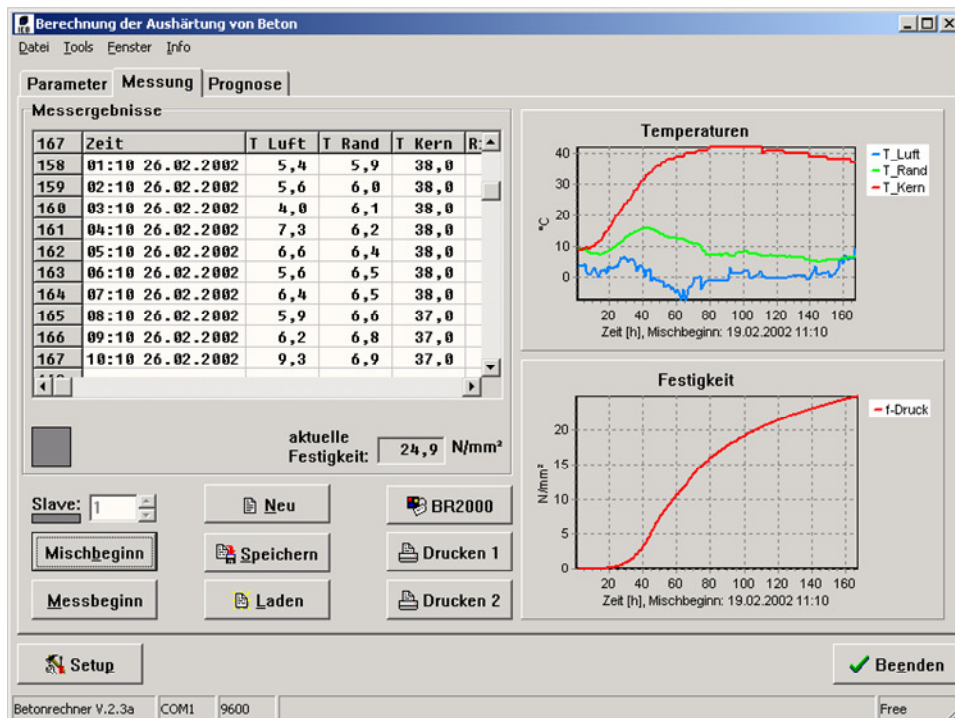 Berechnung der Aushärtung von Beton
Datei Tools Fenster Info
Parameter Messung Prognose
Messergebnisse
167 Zeit T Luft T Rand T Kern
158 01:10 26.02.2002 5,4 5,9 38,0
159 02:10 26.02.2002 5,6 6,0 38,0
160 03:10 26.02.2002 4,0 6,1 38,0
161 04:10 26.02.2002 7,3 6,2 38,0
162 05:10 26.02.2002 6,6 6,4 38,0
163 06:10 26.02.2002 5,6 6,5 38,0
164 07:10 26.02.2002 6,4 6,5 38,0
165 08:10 26.02.2002 5,9 6,6 37,0
166 09:10 26.02.2002 6,2 6,8 37,0
167 10:10 26.02.2002 9,3 6,9 37,0
aktuelle
Festigkeit: 24,9 N/mm²
Slave: 1
Neu
BR2000
Mischbeginn
Speichern
Drucken 1
Messbeginn
Laden
Drucken 2
Temperaturen
T_Luft
T_Rand
T_Kern
°C
40
30
20
10
0
20 40 60 80 100 120 140 160
Zeit [h], Mischbeginn: 19.02.2002 11:10
Festigkeit
f-Druck
N/mm²
20
15
10
5
0
20 40 60 80 100 120 140 160
Zeit [h], Mischbeginn: 19.02.2002 11:10
Setup
Beenden
Betonrechner V.2.3a COM1 9600 Free